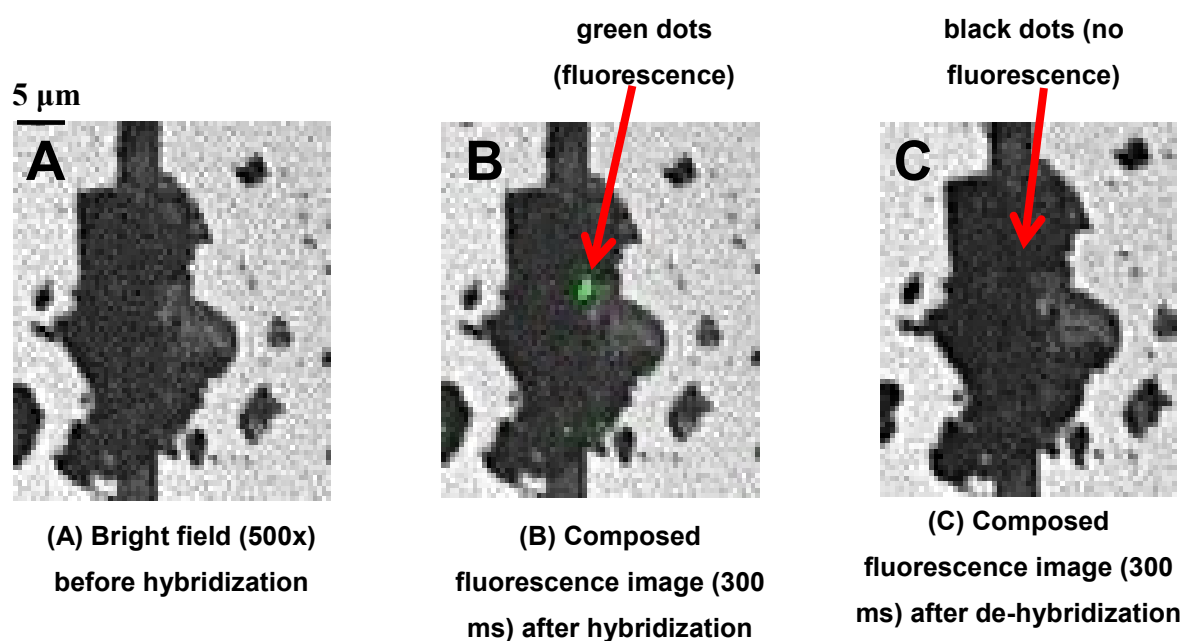 green dots
(fluorescence)
black dots (no
fluorescence)
5 µm
A
B
C
(A) Bright field (500x)
before hybridization
(B) Composed
fluorescence image (300
ms) after hybridization
(C) Composed
fluorescence image (300
ms) after de-hybridization